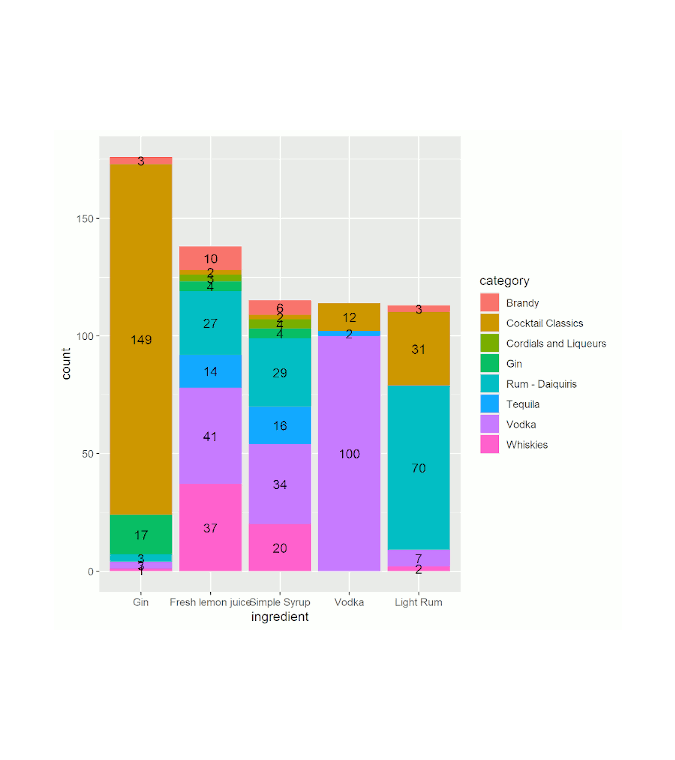 3
10
2
3
4
6
2
4
4
12
2
3
149
27
29
31
14
16
41
34
100
70
17
37
20
3
3
1
7
2
150
100
50
0
count
Gin
Fresh lemon juice
Simple Syrup
Vodka
Light Rum
ingredient
category
Brandy
Cocktail Classics
Cordials and Liqueurs
Gin
Rum - Daiquiris
Tequila
Vodka
Whiskies